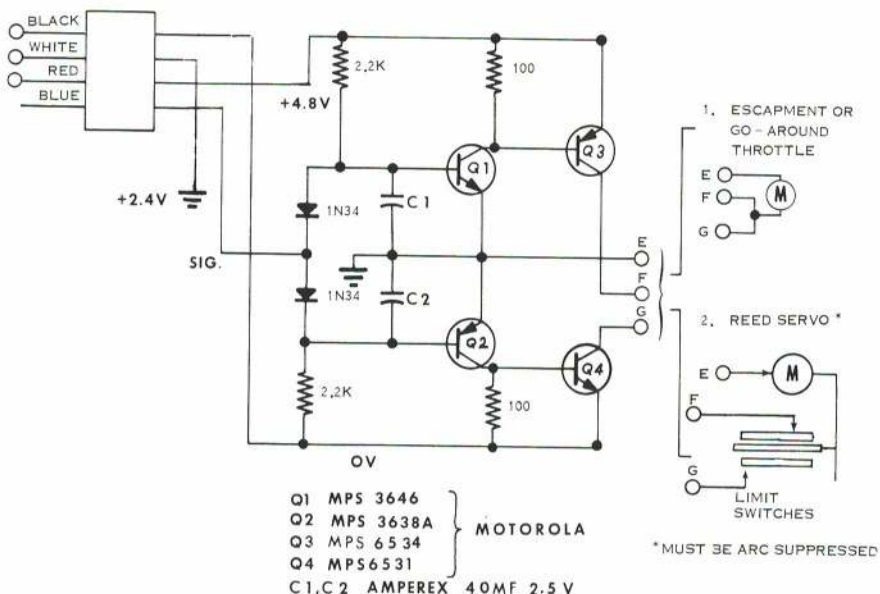 BLACK
WHITE
RED
BLUE
+4.8V
+2.4V
SIG.
2.2K
100
Q1
Q3
1N34
C1
1N34
C2
Q2
Q4
2.2K
100
OV
E
F
G
1. ESCAPMENT OR
GO-AROUND
THROTTLE
E
F
G
M
2. REED SERVO *
E
M
F
G
LIMIT
SWITCHES
*MUST BE ARC SUPPRESSED
Q1 MPS 3646
Q2 MPS 3638A
Q3 MPS 6534
Q4 MPS6531
MOTOROLA
C1,C2 AMPEREX 40MF 2.5V